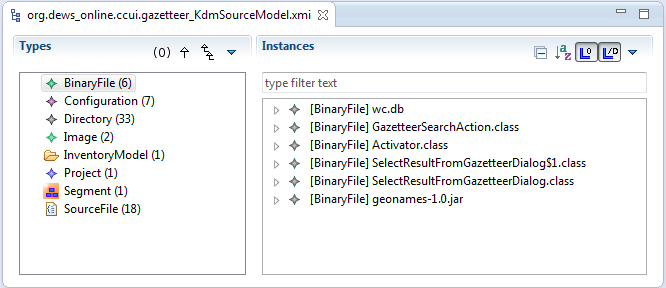 org.dews_online.ccui.gazetteer_KdmSourceModel.xmi
Types
(0)
Instances
type filter text
BinaryFile (6)
Configuration (7)
Directory (33)
Image (2)
InventoryModel (1)
Project (1)
Segment (1)
SourceFile (18)
[BinaryFile] wc.db
[BinaryFile] GazetteerSearchAction.class
[BinaryFile] Activator.class
[BinaryFile] SelectResultFromGazetteerDialog$1.class
[BinaryFile] SelectResultFromGazetteerDialog.class
[BinaryFile] geonames-1.0.jar